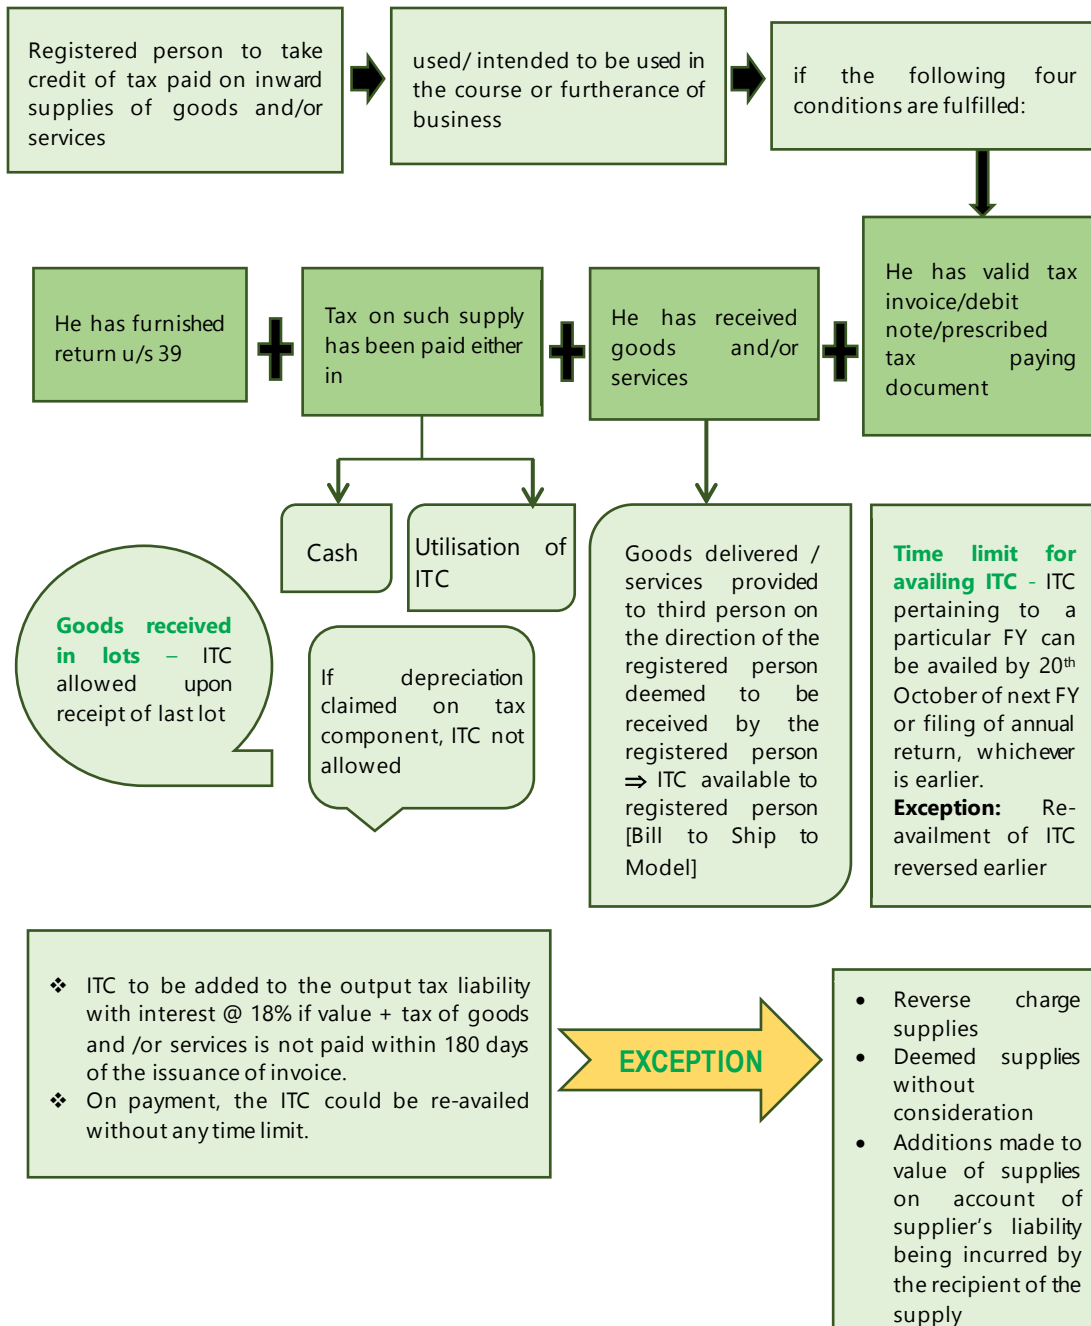 Registered person to take
credit of tax paid on inward
supplies of goods and/or
services
used/ intended to be used in
the course or furtherance of
business
if the following four
conditions are fulfilled:
He has furnished
return u/s 39
Tax on such supply
has been paid either
in
He has received
goods and/or
services
He has valid tax
invoice/debit
note/prescribed
tax paying
document
Cash
Utilisation of
ITC
Goods received
in lots – ITC
allowed upon
receipt of last lot
If depreciation
claimed on tax
component, ITC not
allowed
Goods delivered /
services provided
to third person on
the direction of the
registered person
deemed to be
received by the
registered person
⇒ ITC available to
registered person
[Bill to Ship to
Model]
Time limit for
availing ITC - ITC
pertaining to a
particular FY can
be availed by 20th
October of next FY
or filing of annual
return, whichever
is earlier.
Exception: Re-
availment of ITC
reversed earlier
❖ ITC to be added to the output tax liability
with interest @ 18% if value + tax of goods
and /or services is not paid within 180 days
of the issuance of invoice.
❖ On payment, the ITC could be re-availed
without any time limit.
EXCEPTION
• Reverse charge
supplies
• Deemed supplies
without
consideration
• Additions made to
value of supplies
on account of
supplier's liability
being incurred by
the recipient of the
supply